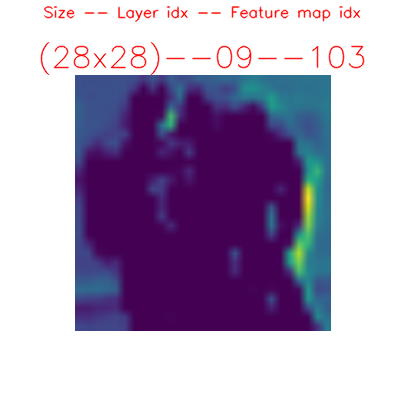 Size -- Layer idx -- Feature map idx
(28x28)--09--103